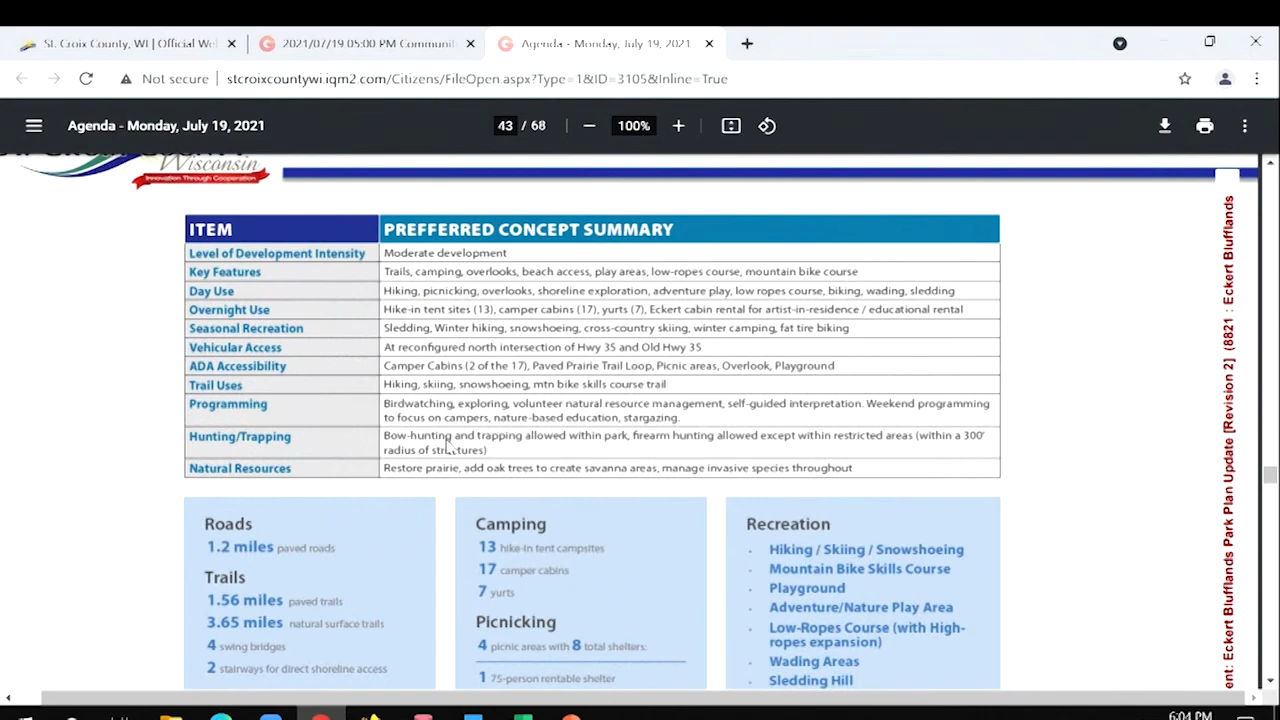 St. Croix County, WI | Official We
2021/07/19 05:00 PM Communit
Agenda - Monday, July 19, 2021
Not secure
stcroixcountywi.iqm2.com/Citizens/FileOpen.aspx?Type=1&ID=3105&Inline=True
Agenda - Monday, July 19, 2021
43 / 68
100%
Wisconsin
Innovation Through Cooperation
ITEM PREFFERRED CONCEPT SUMMARY
Level of Development Intensity Moderate development
Key Features Trails, camping, overlooks, beach access, play areas, low-ropes course, mountain bike course
Day Use Hiking, picnicking, overlooks, shoreline exploration, adventure play, low ropes course, biking, wading, sledding
Overnight Use Hike-in tent sites (13), camper cabins (17), yurts (7), Eckert cabin rental for artist-in-residence / educational rental
Seasonal Recreation Sledding, Winter hiking, snowshoeing, cross-country skiing, winter camping, fat tire biking
Vehicular Access At reconfigured north intersection of Hwy 35 and Old Hwy 35
ADA Accessibility Camper Cabins (2 of the 17), Paved Prairie Trail Loop, Picnic areas, Overlook, Playground
Trail Uses Hiking, skiing, snowshoeing, mtn bike skills course trail
Programming Birdwatching, exploring, volunteer natural resource management, self-guided interpretation. Weekend programming
to focus on campers, nature-based education, stargazing.
Hunting/Trapping Bow-hunting and trapping allowed within park, firearm hunting allowed except within restricted areas (within a 300'
radius of structures)
Natural Resources Restore prairie, add oak trees to create savanna areas, manage invasive species throughout
Roads
1.2 miles paved roads
Trails
1.56 miles paved trails
3.65 miles natural surface trails
4 swing bridges
2 stairways for direct shoreline access
Camping
13 hike-in tent campsites
17 camper cabins
7 yurts
Picnicking
4 picnic areas with 8 total shelters:
1 75-person rentable shelter
Recreation
Hiking / Skiing / Snowshoeing
Mountain Bike Skills Course
Playground
Adventure/Nature Play Area
Low-Ropes Course (with High-
ropes expansion)
Wading Areas
Sledding Hill
ent: Eckert Blufflands Park Plan Update [Revision 2] (8821 : Eckert Blufflands
6:04 PM